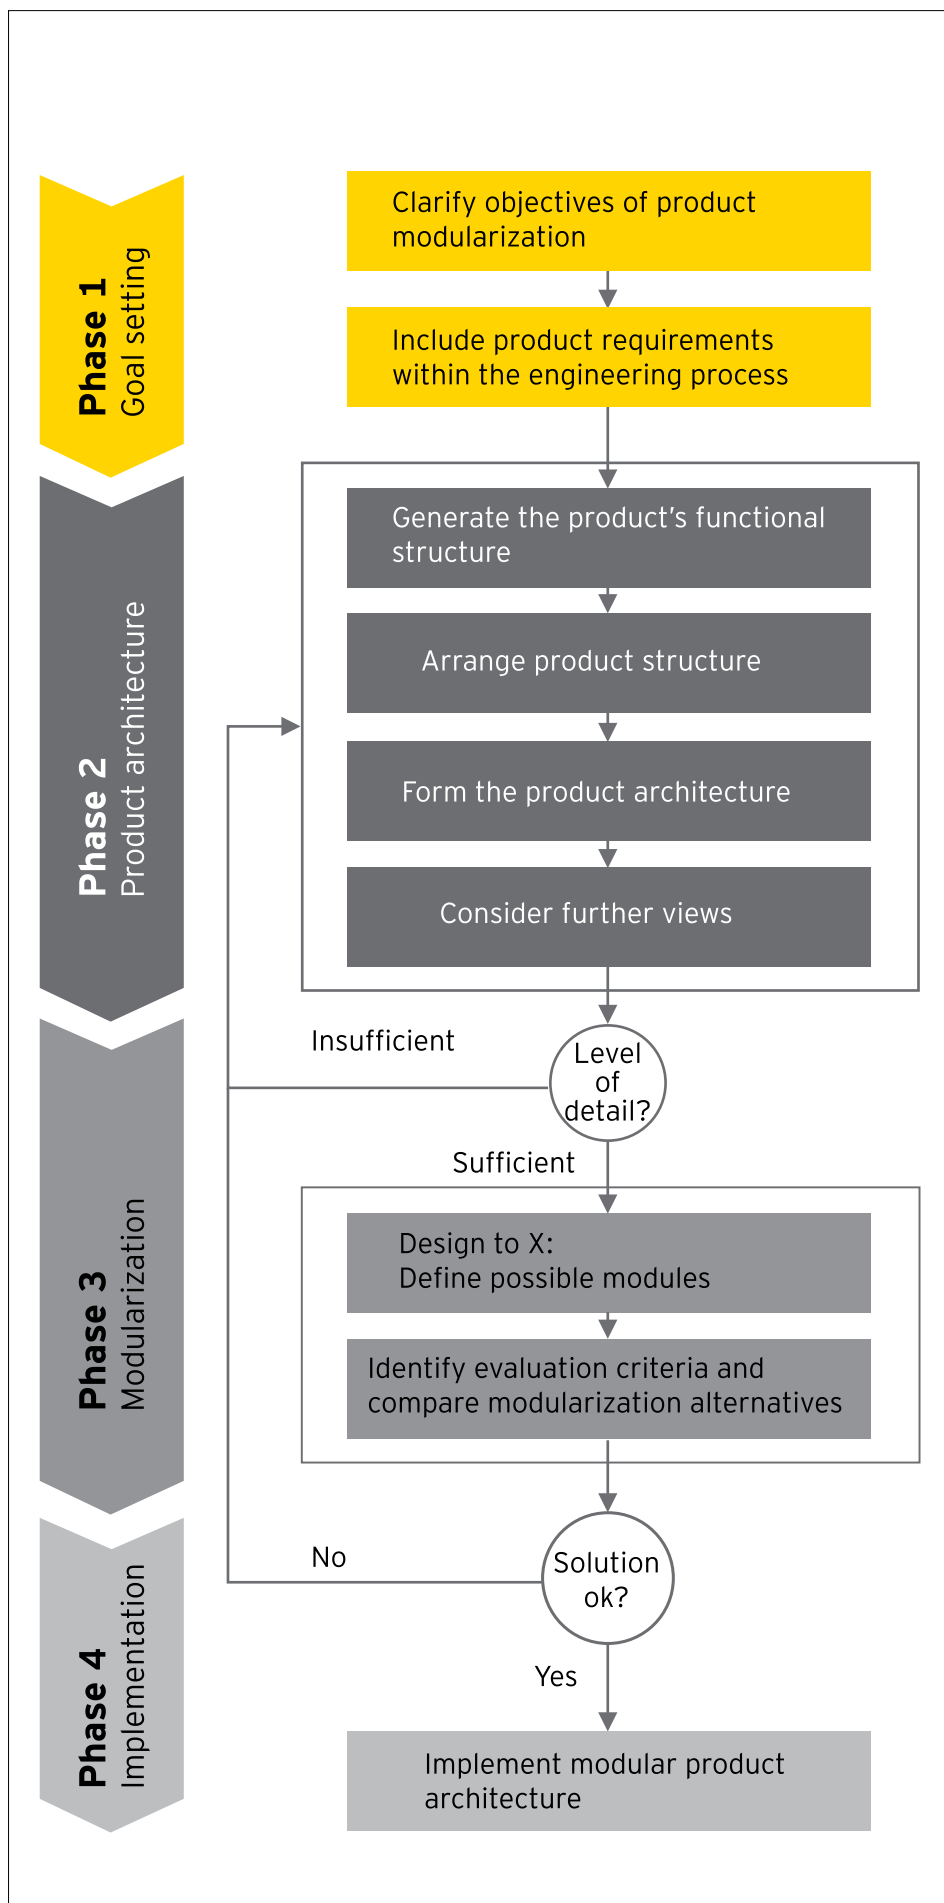 Phase 1
Goal setting
Clarify objectives of product
modularization
Include product requirements
within the engineering process
Phase 2
Product architecture
Generate the product’s functional
structure
Arrange product structure
Form the product architecture
Consider further views
Insufficient
Level
of
detail?
Sufficient
Phase 3
Modularization
Design to X:
Define possible modules
Identify evaluation criteria and
compare modularization alternatives
No
Solution
ok?
Yes
Phase 4
Implementation
Implement modular product
architecture